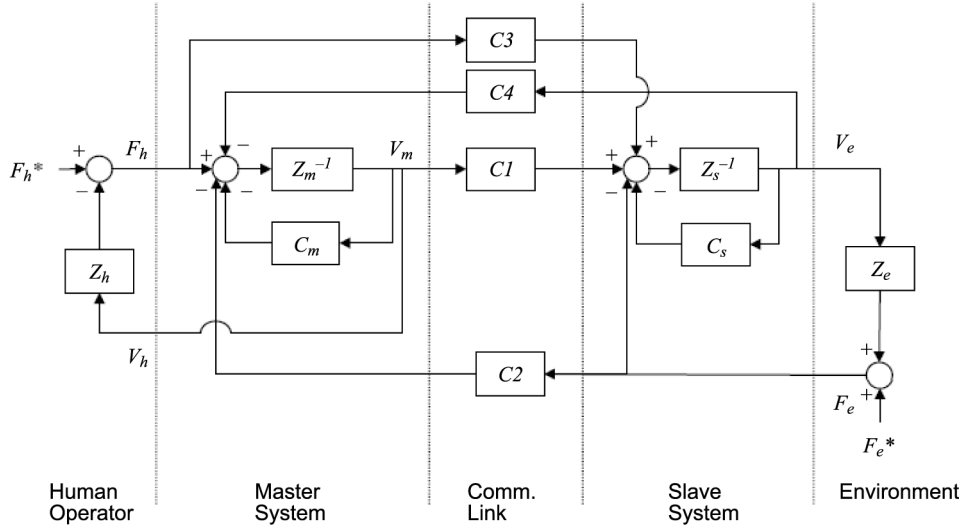 C3
C4
+
−
F_h
+
−
Z_m^{-1}
V_m
C1
+
+
Z_s^{-1}
V_e
F_h*
−
−
−
−
−
C_m
C_s
Z_h
Z_e
V_h
C2
+
+
F_e
F_e*
Human
Operator
Master
System
Comm.
Link
Slave
System
Environment